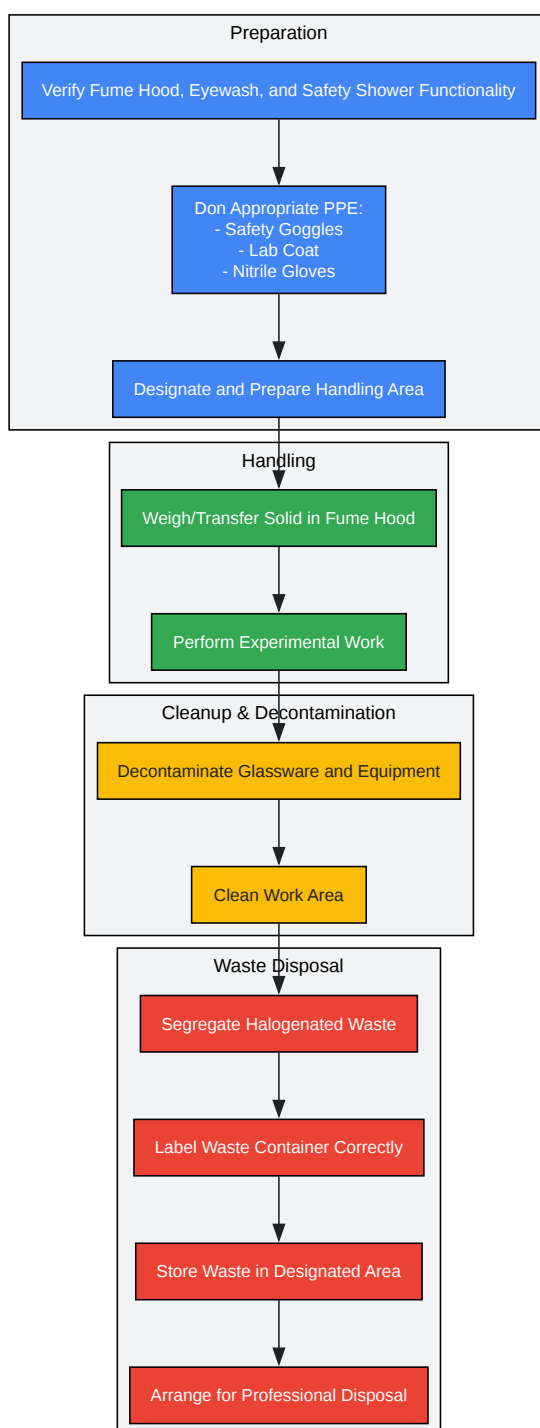 Preparation
Verify Fume Hood, Eyewash, and Safety Shower Functionality
Don Appropriate PPE:
- Safety Goggles
- Lab Coat
- Nitrile Gloves
Designate and Prepare Handling Area
Handling
Weigh/Transfer Solid in Fume Hood
Perform Experimental Work
Cleanup & Decontamination
Decontaminate Glassware and Equipment
Clean Work Area
Waste Disposal
Segregate Halogenated Waste
Label Waste Container Correctly
Store Waste in Designated Area
Arrange for Professional Disposal